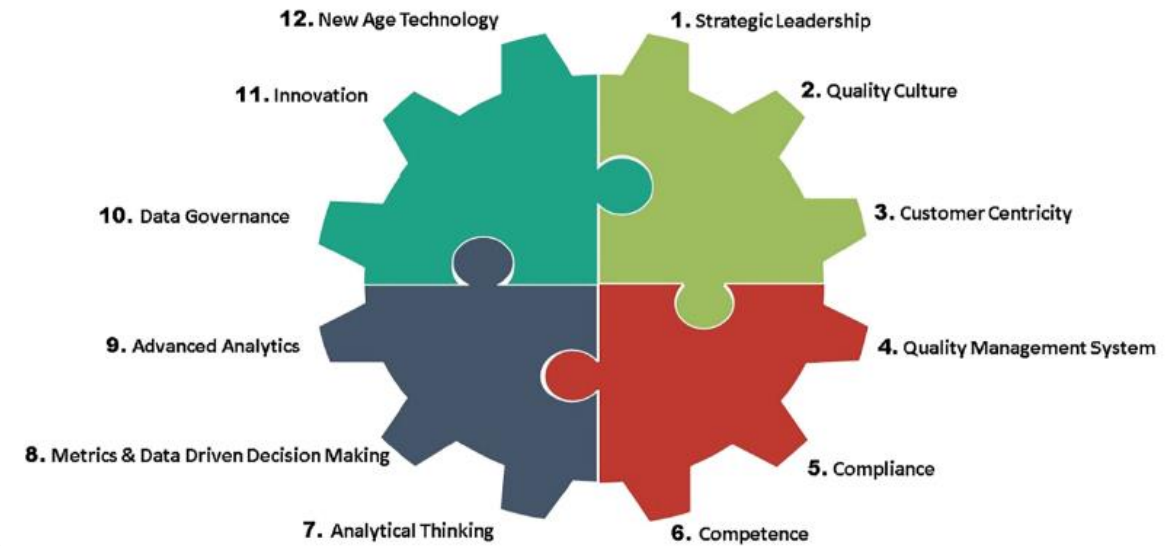 12. New Age Technology
1. Strategic Leadership
11. Innovation
2. Quality Culture
10. Data Governance
3. Customer Centricity
9. Advanced Analytics
4. Quality Management System
8. Metrics & Data Driven Decision Making
5. Compliance
7. Analytical Thinking
6. Competence